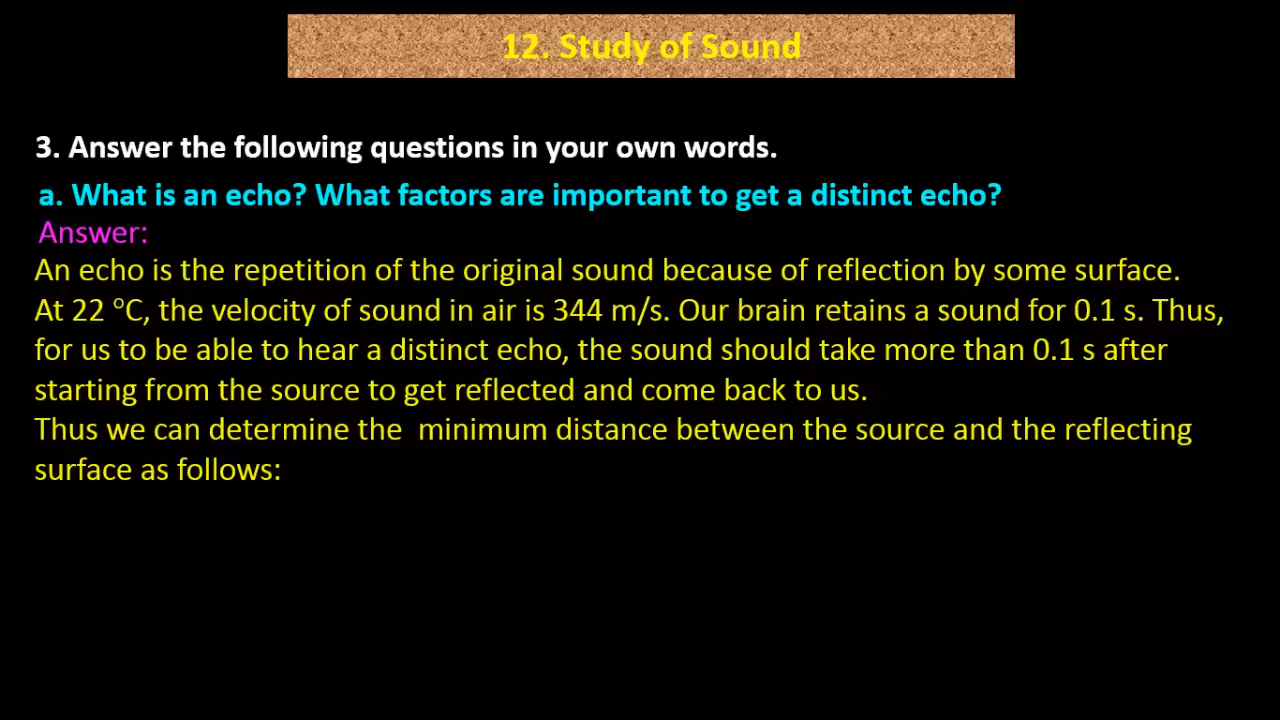 12. Study of Sound
3. Answer the following questions in your own words.
a. What is an echo? What factors are important to get a distinct echo?
Answer:
An echo is the repetition of the original sound because of reflection by some surface.
At 22 °C, the velocity of sound in air is 344 m/s. Our brain retains a sound for 0.1 s. Thus,
for us to be able to hear a distinct echo, the sound should take more than 0.1 s after
starting from the source to get reflected and come back to us.
Thus we can determine the  minimum distance between the source and the reflecting
surface as follows: